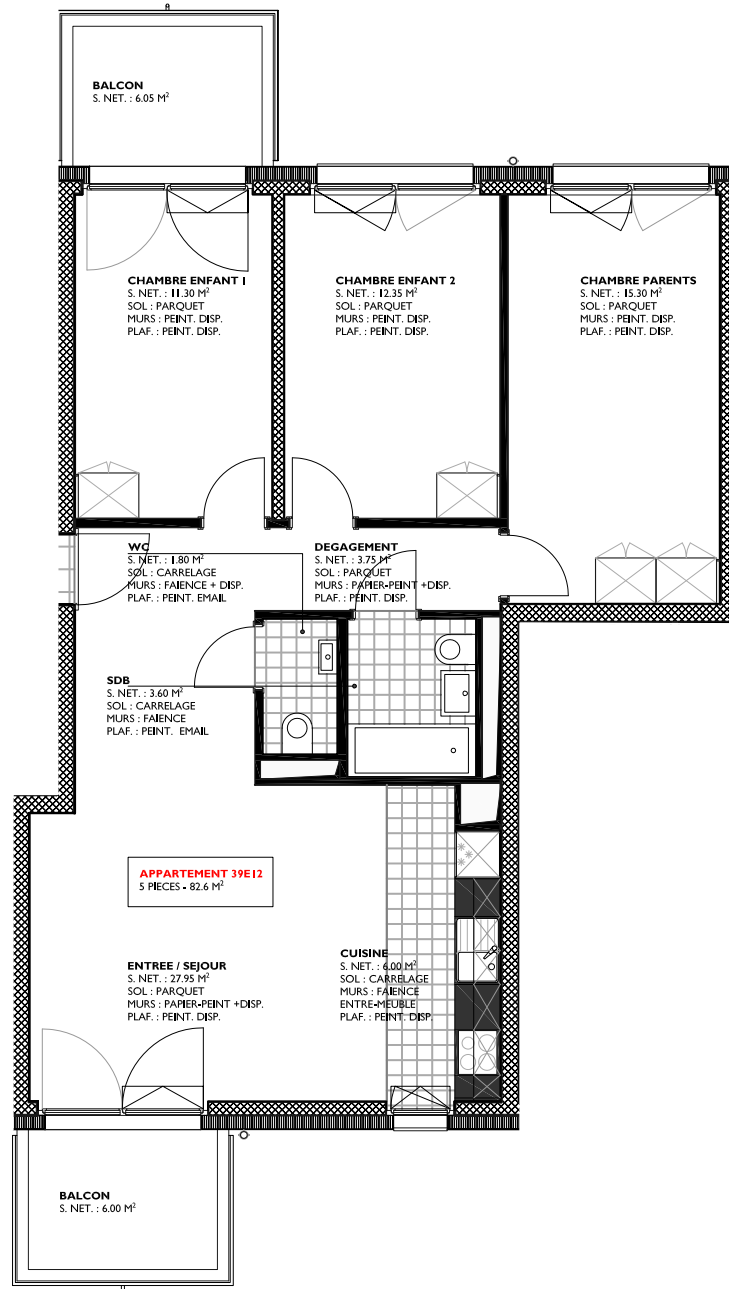 BALCON
S. NET. : 6.05 M²
CHAMBRE ENFANT 1
S. NET. : 11.30 M²
SOL : PARQUET
MURS : PEINT. DISP.
PLAF. : PEINT. DISP.
CHAMBRE ENFANT 2
S. NET. : 12.35 M²
SOL : PARQUET
MURS : PEINT. DISP.
PLAF. : PEINT. DISP.
CHAMBRE PARENTS
S. NET. : 15.30 M²
SOL : PARQUET
MURS : PEINT. DISP.
PLAF. : PEINT. DISP.
WC
S. NET. : 1.80 M²
SOL : CARRELAGE
MURS : FAIENCE + DISP.
PLAF. : PEINT. EMAIL
DEGAGEMENT
S. NET. : 3.75 M²
SOL : PARQUET
MURS : PAPIER-PEINT +DISP.
PLAF. : PEINT. DISP.
SDB
S. NET. : 3.60 M²
SOL : CARRELAGE
MURS : FAIENCE
PLAF. : PEINT. EMAIL
APPARTEMENT 39E12
5 PIECES - 82.6 M²
ENTREE / SEJOUR
S. NET. : 27.95 M²
SOL : PARQUET
MURS : PAPIER-PEINT +DISP.
PLAF. : PEINT. DISP.
CUISINE
S. NET. : 6.00 M²
SOL : CARRELAGE
MURS : FAIENCE
ENTRE-MEUBLE
PLAF. : PEINT. DISP.
BALCON
S. NET. : 6.00 M²